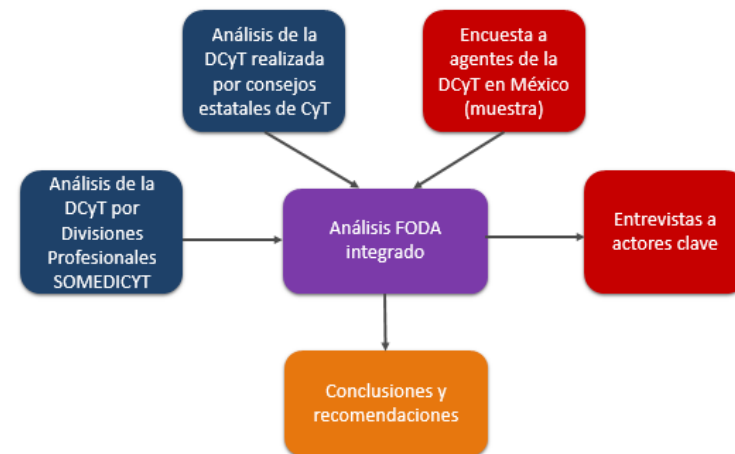 Análisis de la
DCyT realizada
por consejos
estatales de CyT
Encuesta a
agentes de la
DCyT en México
(muestra)
Análisis de la
DCyT por
Divisiones
Profesionales
SOMEDICYT
Análisis FODA
integrado
Entrevistas a
actores clave
Conclusiones y
recomendaciones